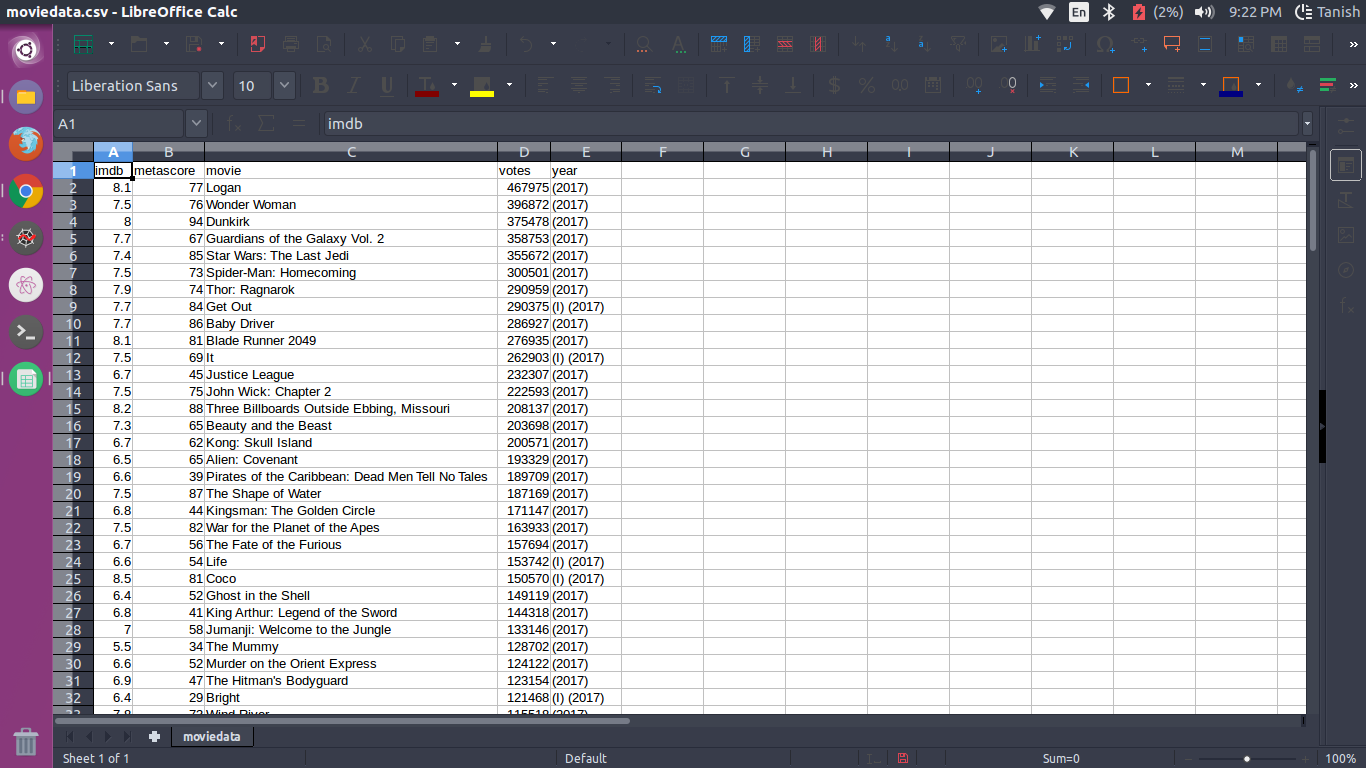 moviedata.csv - LibreOffice Calc En (2%) 9:22 PM Tanish
Liberation Sans 10
A1 imdb
A B C D E F G H I J K L M
1 imdb metascore movie votes year
2 8.1 77 Logan 467975 (2017)
3 7.5 76 Wonder Woman 396872 (2017)
4 8 94 Dunkirk 375478 (2017)
5 7.7 67 Guardians of the Galaxy Vol. 2 358753 (2017)
6 7.4 85 Star Wars: The Last Jedi 355672 (2017)
7 7.5 73 Spider-Man: Homecoming 300501 (2017)
8 7.9 74 Thor: Ragnarok 290959 (2017)
9 7.7 84 Get Out 290375 (I) (2017)
10 7.7 86 Baby Driver 286927 (2017)
11 8.1 81 Blade Runner 2049 276935 (2017)
12 7.5 69 It 262903 (I) (2017)
13 6.7 45 Justice League 232307 (2017)
14 7.5 75 John Wick: Chapter 2 222593 (2017)
15 8.2 88 Three Billboards Outside Ebbing, Missouri 208137 (2017)
16 7.3 65 Beauty and the Beast 203698 (2017)
17 6.7 62 Kong: Skull Island 200571 (2017)
18 6.5 65 Alien: Covenant 193329 (2017)
19 6.6 39 Pirates of the Caribbean: Dead Men Tell No Tales 189709 (2017)
20 7.5 87 The Shape of Water 187169 (2017)
21 6.8 44 Kingsman: The Golden Circle 171147 (2017)
22 7.5 82 War for the Planet of the Apes 163933 (2017)
23 6.7 56 The Fate of the Furious 157694 (2017)
24 6.6 54 Life 153742 (I) (2017)
25 8.5 81 Coco 150570 (I) (2017)
26 6.4 52 Ghost in the Shell 149119 (2017)
27 6.8 41 King Arthur: Legend of the Sword 144318 (2017)
28 7 58 Jumanji: Welcome to the Jungle 133146 (2017)
29 5.5 34 The Mummy 128702 (2017)
30 6.6 52 Murder on the Orient Express 124122 (2017)
31 6.9 47 The Hitman's Bodyguard 123154 (2017)
32 6.4 29 Bright 121468 (I) (2017)
Wind River (2017)
moviedata
Sheet 1 of 1 Default Sum=0 100%